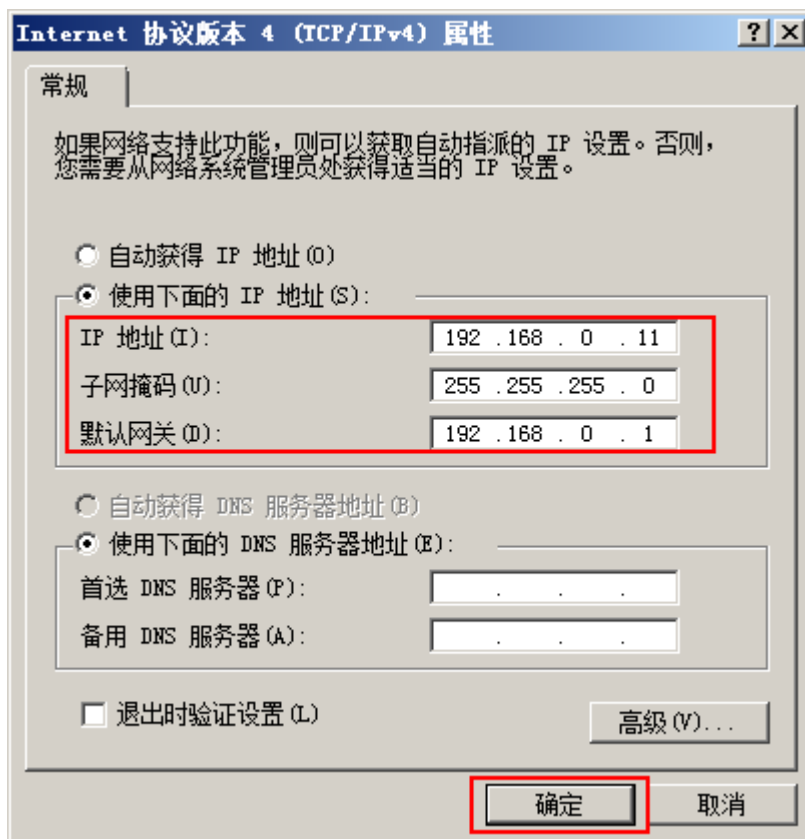 Internet 协议版本 4 (TCP/IPv4) 属性
常规
如果网络支持此功能，则可以获取自动指派的 IP 设置。否则，
您需要从网络系统管理员处获得适当的 IP 设置。
自动获得 IP 地址(O)
使用下面的 IP 地址(S):
IP 地址(I): 192 .168 . 0 . 11
子网掩码(U): 255 .255 .255 . 0
默认网关(D): 192 .168 . 0 . 1
自动获得 DNS 服务器地址(B)
使用下面的 DNS 服务器地址(E):
首选 DNS 服务器(P): . . .
备用 DNS 服务器(A): . . .
退出时验证设置(L)
高级(V)...
确定 取消